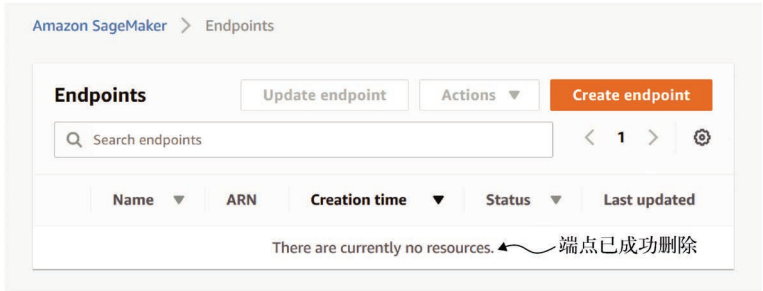 Amazon SageMaker > Endpoints
Endpoints Update endpoint Actions ▼ Create endpoint
Search endpoints < 1 >
Name ▼ ARN Creation time ▼ Status ▼ Last updated
There are currently no resources. 端点已成功删除